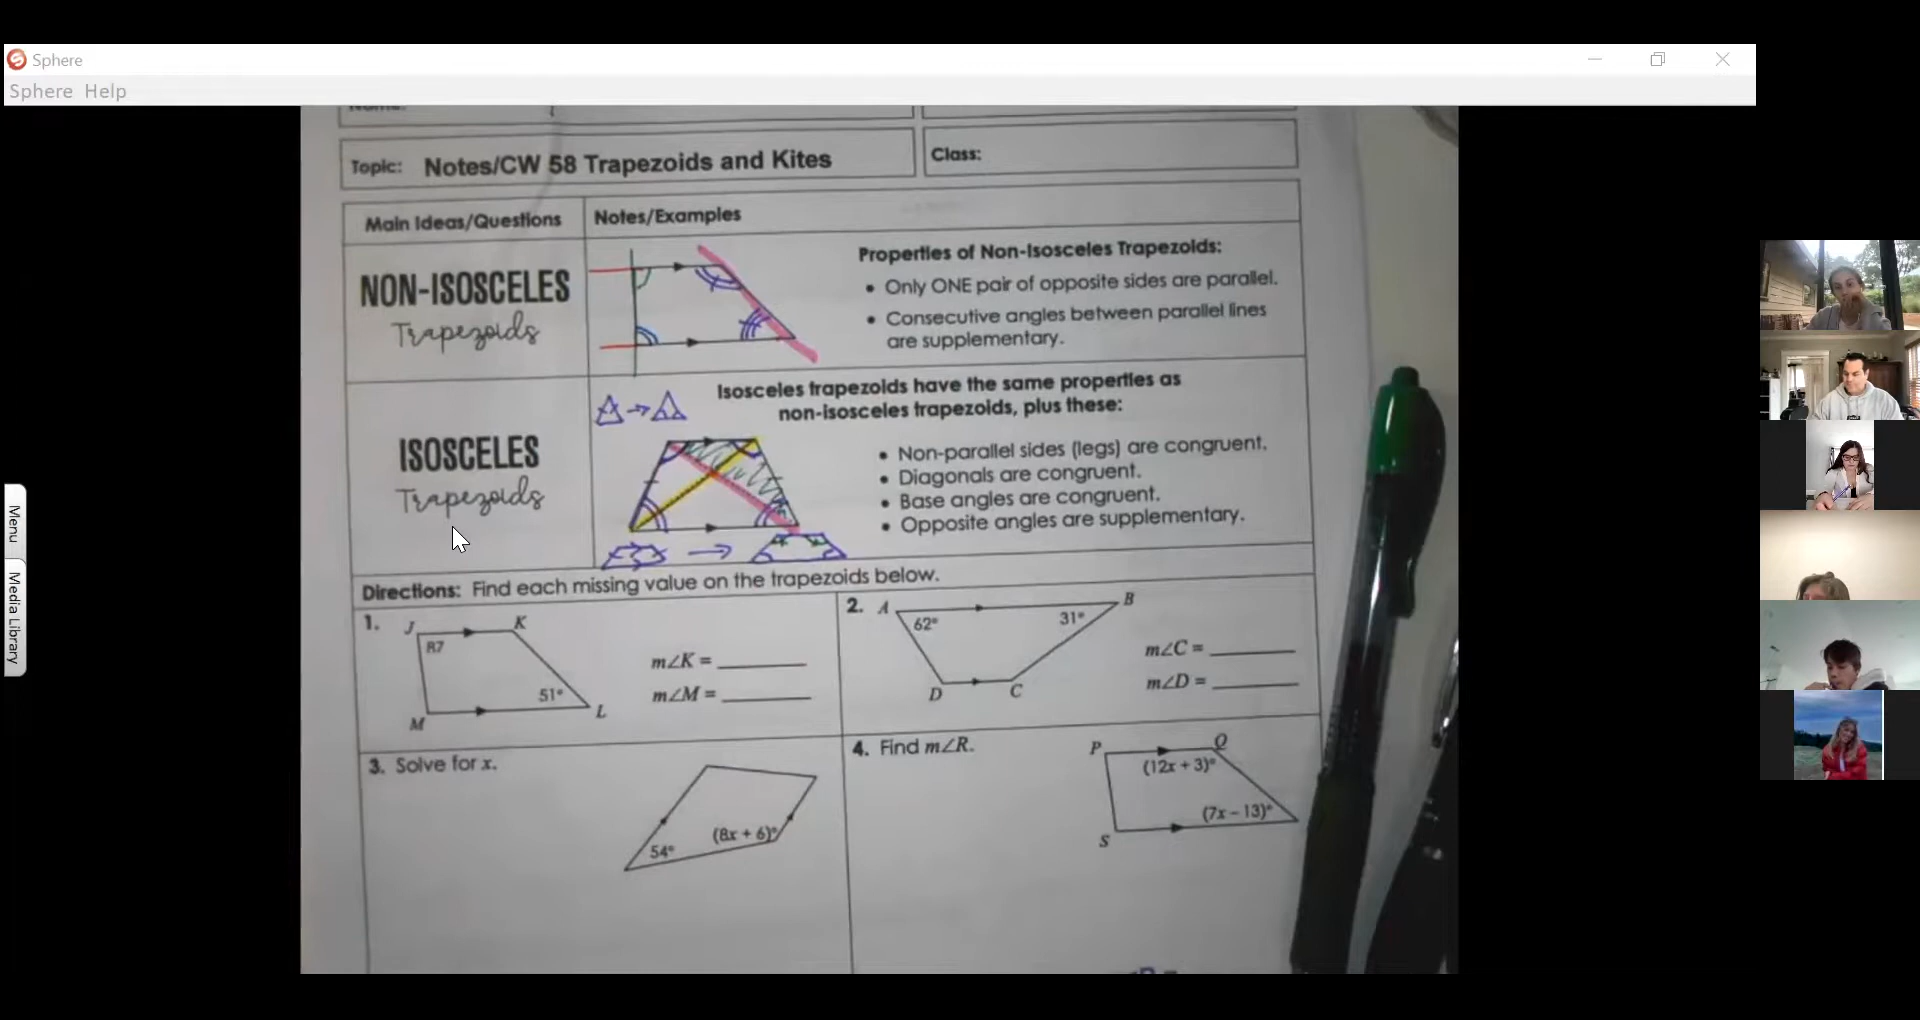 Sphere
Sphere Help
Topic: Notes/CW 58 Trapezoids and Kites
Class:
Main Ideas/Questions
Notes/Examples
NON-ISOSCELES
Trapezoids
Properties of Non-Isosceles Trapezoids:
• Only ONE pair of opposite sides are parallel.
• Consecutive angles between parallel lines
are supplementary.
ISOSCELES
Trapezoids
Isosceles trapezoids have the same properties as
non-isosceles trapezoids, plus these:
• Non-parallel sides (legs) are congruent.
• Diagonals are congruent.
• Base angles are congruent.
• Opposite angles are supplementary.
Directions: Find each missing value on the trapezoids below.
1. J K
87
51°
M L
m∠K = ________
m∠M = ________
2. A B
62° 31°
D C
m∠C = ________
m∠D = ________
3. Solve for x.
54° (8x + 6)°
4. Find m∠R.
P Q
(12x + 3)°
(7x – 13)°
S
Menu
Media Library